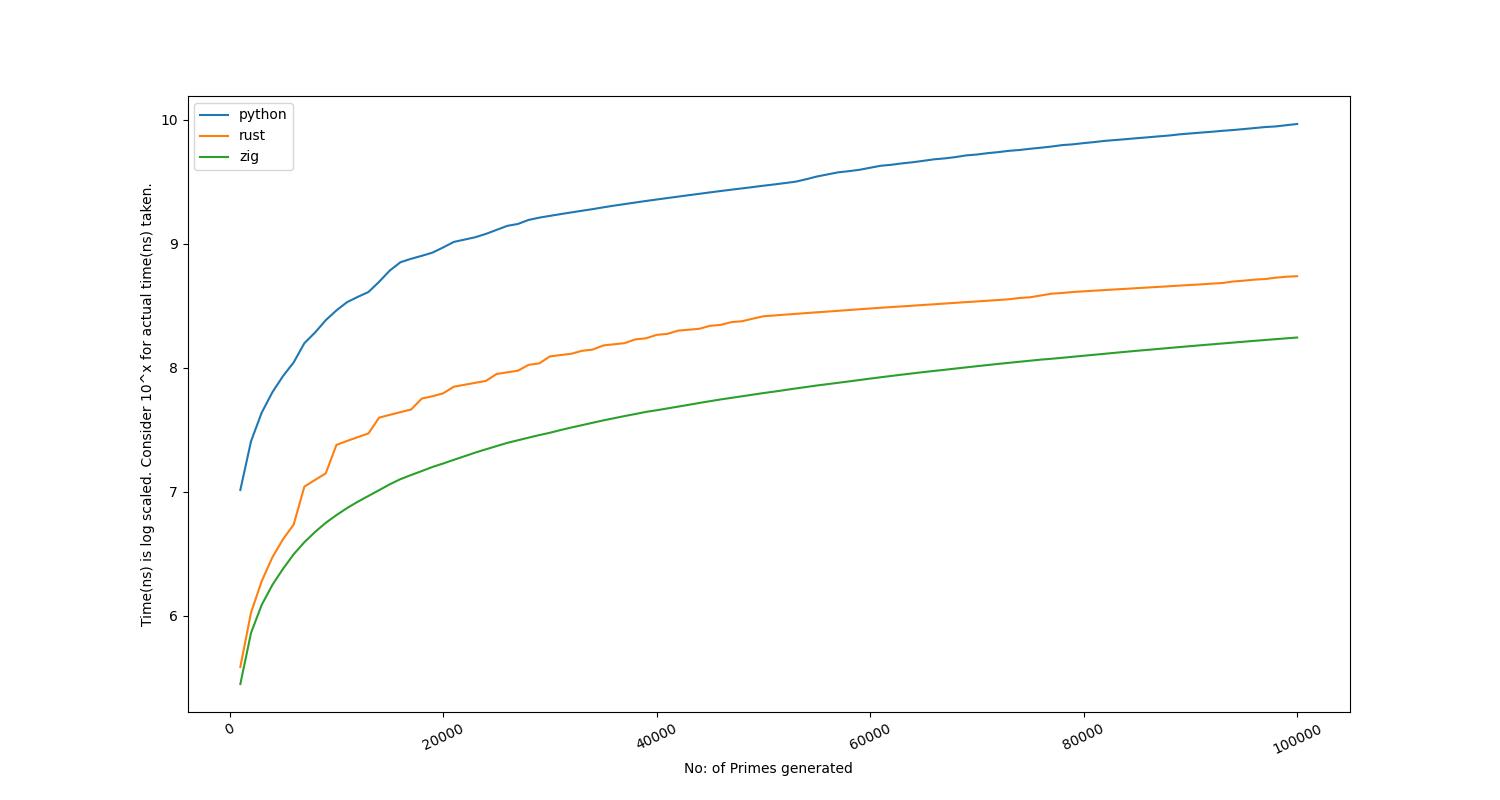 python
rust
zig
10
9
8
7
6
Time(ns) is log scaled. Consider 10^x for actual time(ns) taken.
0
20000
40000
60000
80000
100000
No: of Primes generated